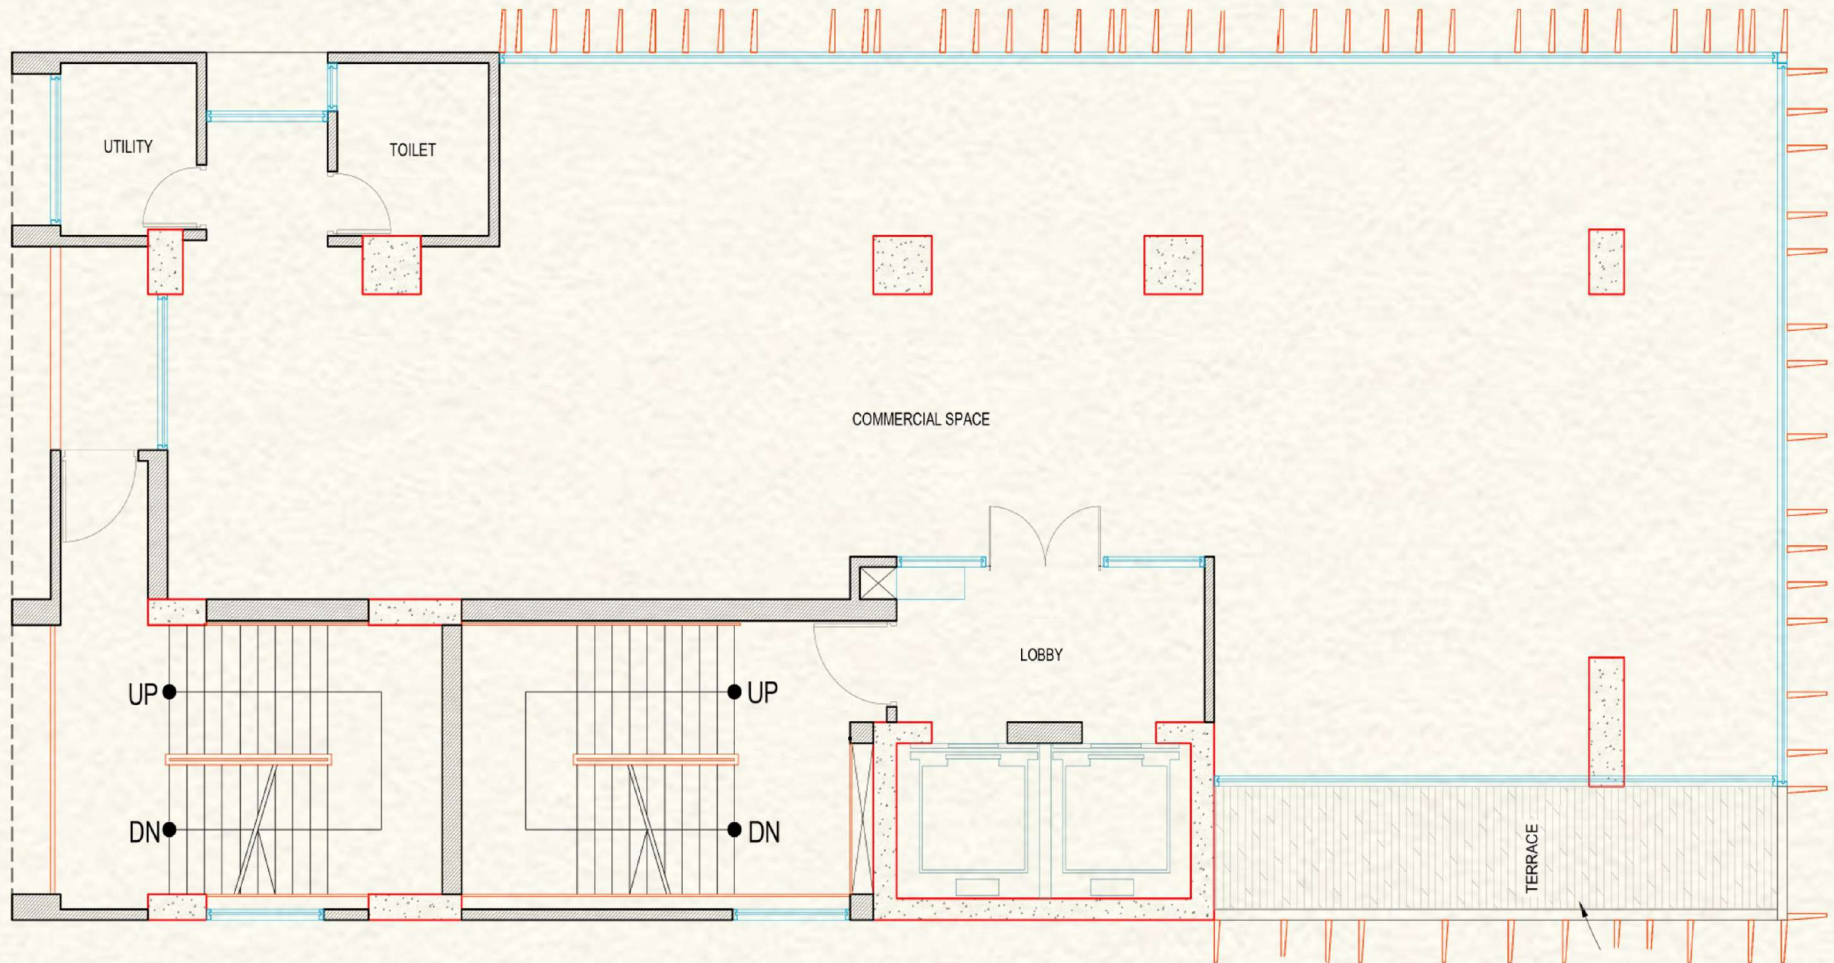 UTILITY
TOILET
COMMERCIAL SPACE
LOBBY
UP
UP
DN
DN
TERRACE